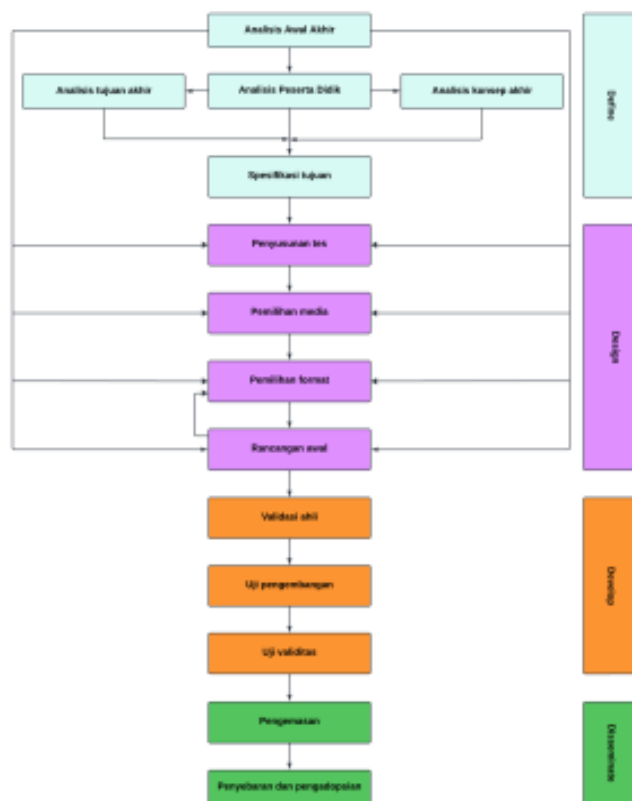 Analisis Awal Akhir
Analisis tujuan akhir
Analisis Peserta Didik
Analisis konsep akhir
Define
Spesifikasi tujuan
Penyusunan tes
Pemilihan media
Design
Pemilihan format
Rancangan awal
Validasi ahli
Uji pengembangan
Develop
Uji validitas
Pengemasan
Disseminate
Penyebaran dan pengadopsian